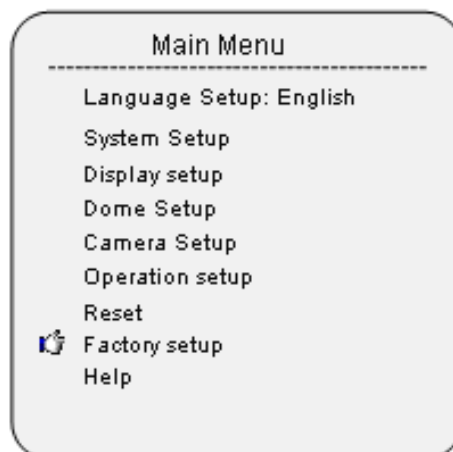 Main Menu
Language Setup: English
System Setup
Display setup
Dome Setup
Camera Setup
Operation setup
Reset
Factory setup
Help